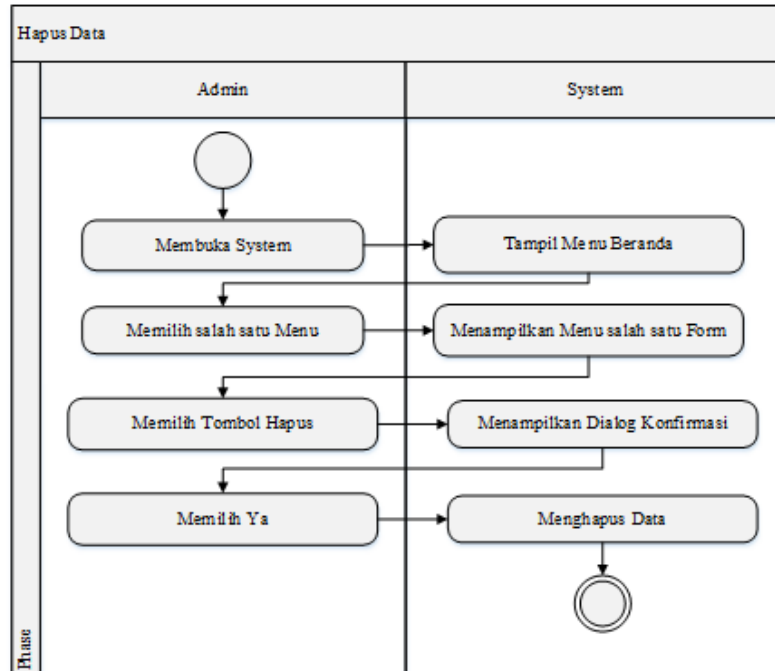 Hapus Data
Admin
System
Membuka System
Tampil Menu Beranda
Memilih salah satu Menu
Menampilkan Menu salah satu Form
Memilih Tombol Hapus
Menampilkan Dialog Konfirmasi
Memilih Ya
Menghapus Data
Phase